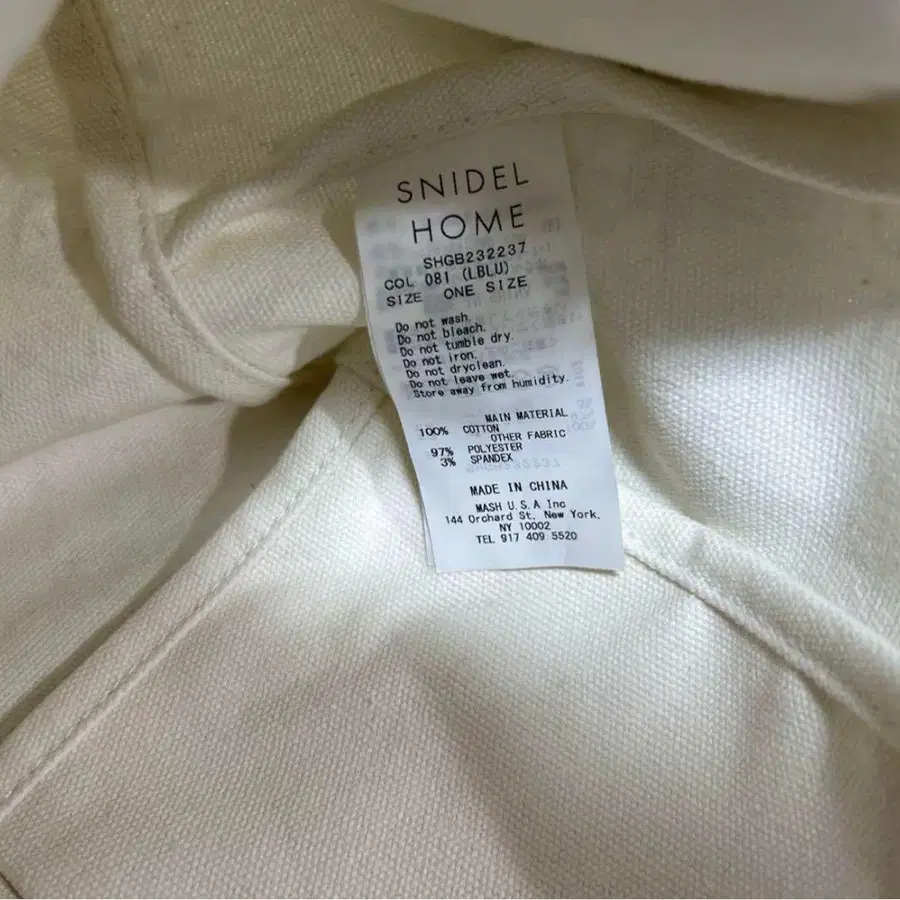 SNIDEL
HOME
SHGB232237
COL 081 (LBLU)
SIZE ONE SIZE
Do not wash.
Do not bleach.
Do not tumble dry.
Do not iron.
Do not dryclean.
Do not leave wet.
Store away from humidity.
MAIN MATERIAL
100% COTTON
OTHER FABRIC
97% POLYESTER
3% SPANDEX
MADE IN CHINA
MASH U.S.A Inc
144 Orchard St. New York,
NY 10002
TEL 917 409 5520